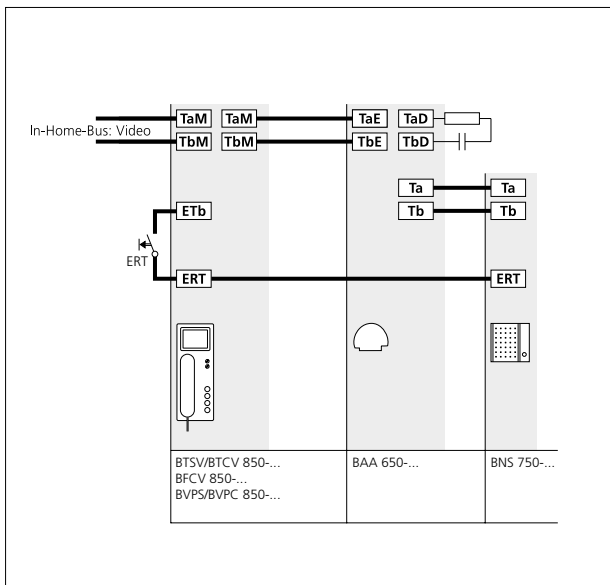 TaM TaM TaE TaD
In-Home-Bus: Video
TbM TbM TbE TbD
Ta Ta
ETb Tb Tb
ERT
ERT ERT
BTSV/BTCV 850-... BAA 650-... BNS 750-...
BFCV 850-...
BVPS/BVPC 850-...